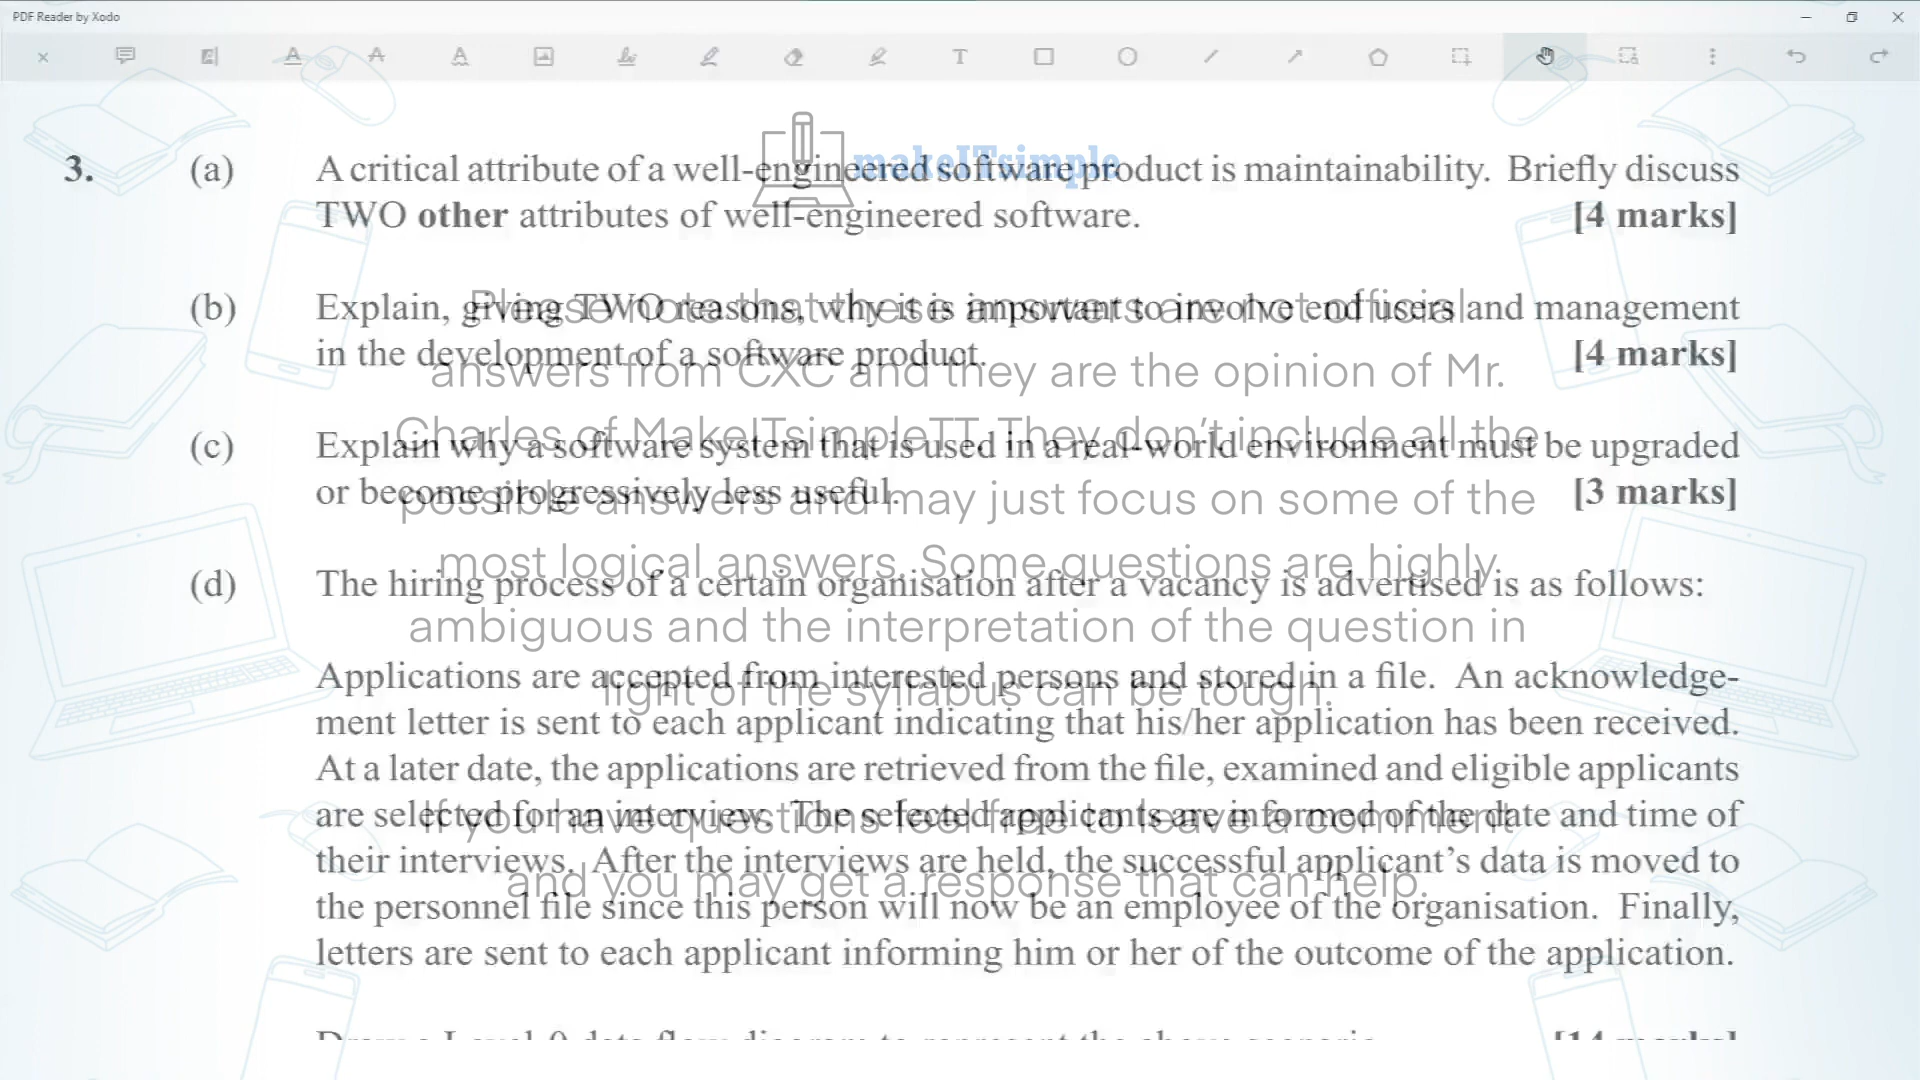 PDF Reader by Xodo
makeITsimple
3. (a) A critical attribute of a well-engineered software product is maintainability. Briefly discuss
TWO other attributes of well-engineered software. [4 marks]
(b) Explain, giving TWO reasons, why it is important to involve end users and management
in the development of a software product. [4 marks]
(c) Explain why a software system that is used in a real-world environment must be upgraded
or become progressively less useful. [3 marks]
(d) The hiring process of a certain organisation after a vacancy is advertised is as follows:
Applications are accepted from interested persons and stored in a file. An acknowledge-
ment letter is sent to each applicant indicating that his/her application has been received.
At a later date, the applications are retrieved from the file, examined and eligible applicants
are selected for an interview. The selected applicants are informed of the date and time of
their interviews. After the interviews are held, the successful applicant's data is moved to
the personnel file since this person will now be an employee of the organisation. Finally,
letters are sent to each applicant informing him or her of the outcome of the application.
Draw a Level 0 data flow diagram to represent the above scenario. [14 marks]
Please note that these answers are not official
answers from CXC and they are the opinion of Mr.
Charles of MakeITsimpleTT. They don't include all the
possible answers and may just focus on some of the
most logical answers. Some questions are highly
ambiguous and the interpretation of the question in
light of the syllabus can be tough.
If you have questions feel free to leave a comment
and you may get a response that can help.